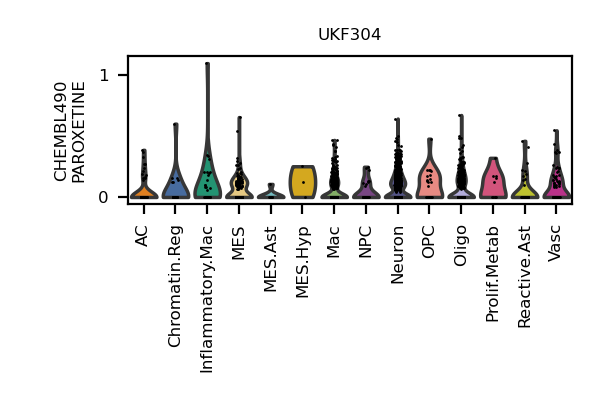 UKF304
CHEMBL490
PAROXETINE
1
0
AC
Chromatin.Reg
Inflammatory.Mac
MES
MES.Ast
MES.Hyp
Mac
NPC
Neuron
OPC
Oligo
Prolif.Metab
Reactive.Ast
Vasc